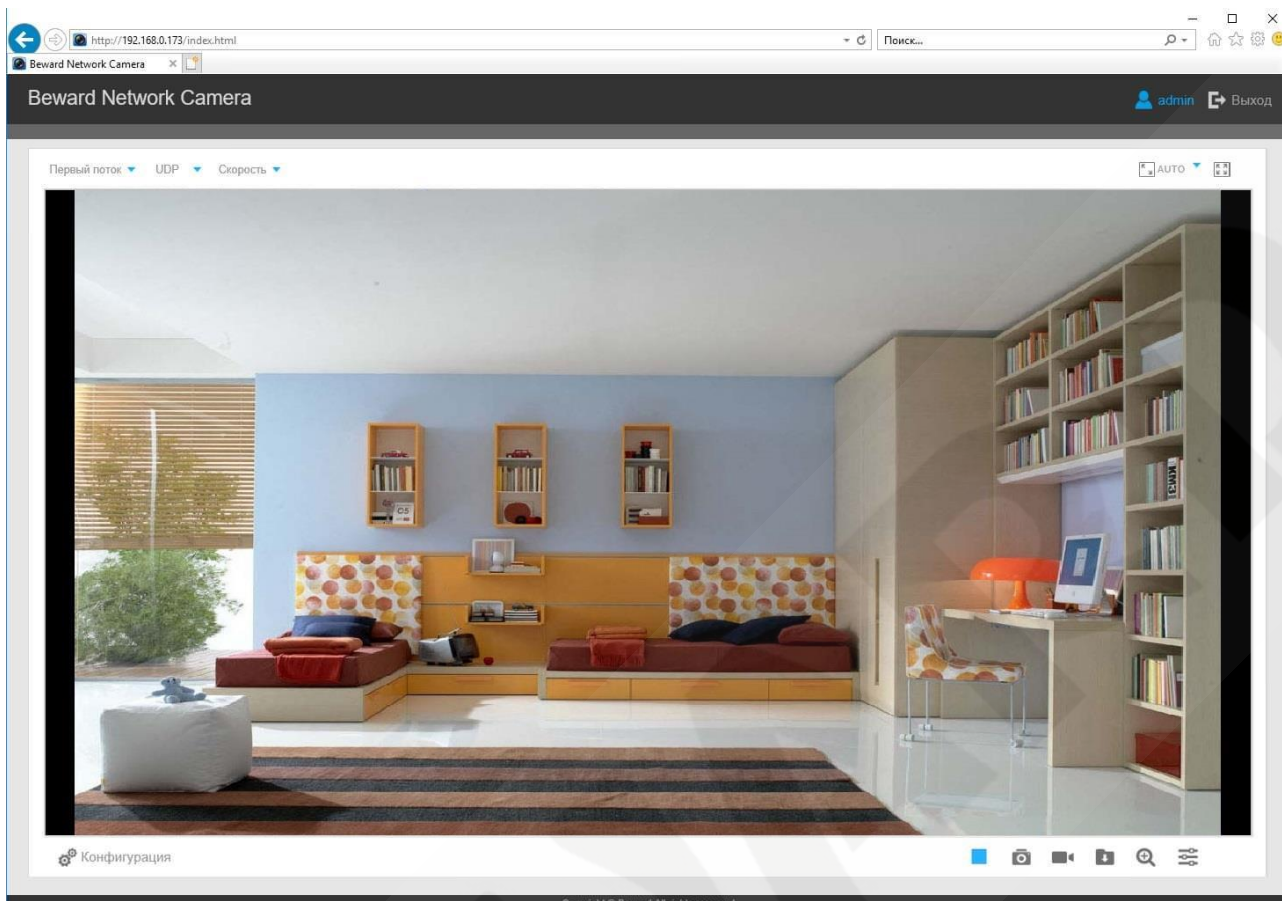 http://192.168.0.173/index.html
Поиск...
Beward Network Camera
Beward Network Camera
admin
Выход
Первый поток
UDP
Скорость
AUTO
05
Конфигурация